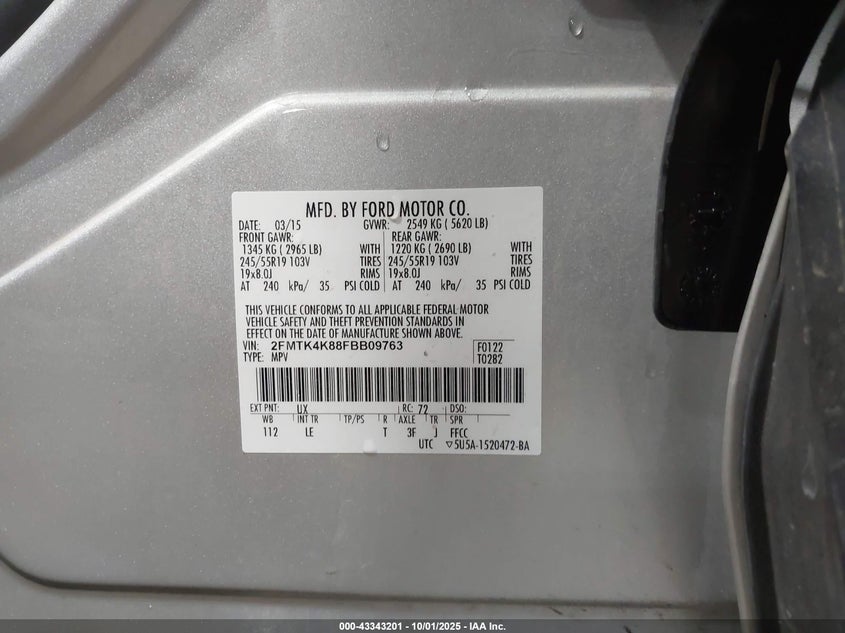 MFD. BY FORD MOTOR CO.
DATE: 03/15 GVWR: 2549 KG ( 5620 LB)
FRONT GAWR: REAR GAWR:
1345 KG ( 2965 LB) WITH 1220 KG ( 2690 LB) WITH
245/55R19 103V TIRES 245/55R19 103V TIRES
19x8.0J RIMS 19x8.0J RIMS
AT 240 kPa/ 35 PSI COLD AT 240 kPa/ 35 PSI COLD
THIS VEHICLE CONFORMS TO ALL APPLICABLE FEDERAL MOTOR
VEHICLE SAFETY AND THEFT PREVENTION STANDARDS IN
EFFECT ON THE DATE OF MANUFACTURE SHOWN ABOVE.
VIN: 2FMTK4K88FBB09763 F0122
TYPE: MPV T0282
EXT PNT: UX RC: 72 DSO:
WB INT TR TP/PS R AXLE TR SPR
112 LE T 3F J FFCC
UTC ▽5U5A-1520472-BA
000-43343201 - 10/01/2025 - IAA Inc.